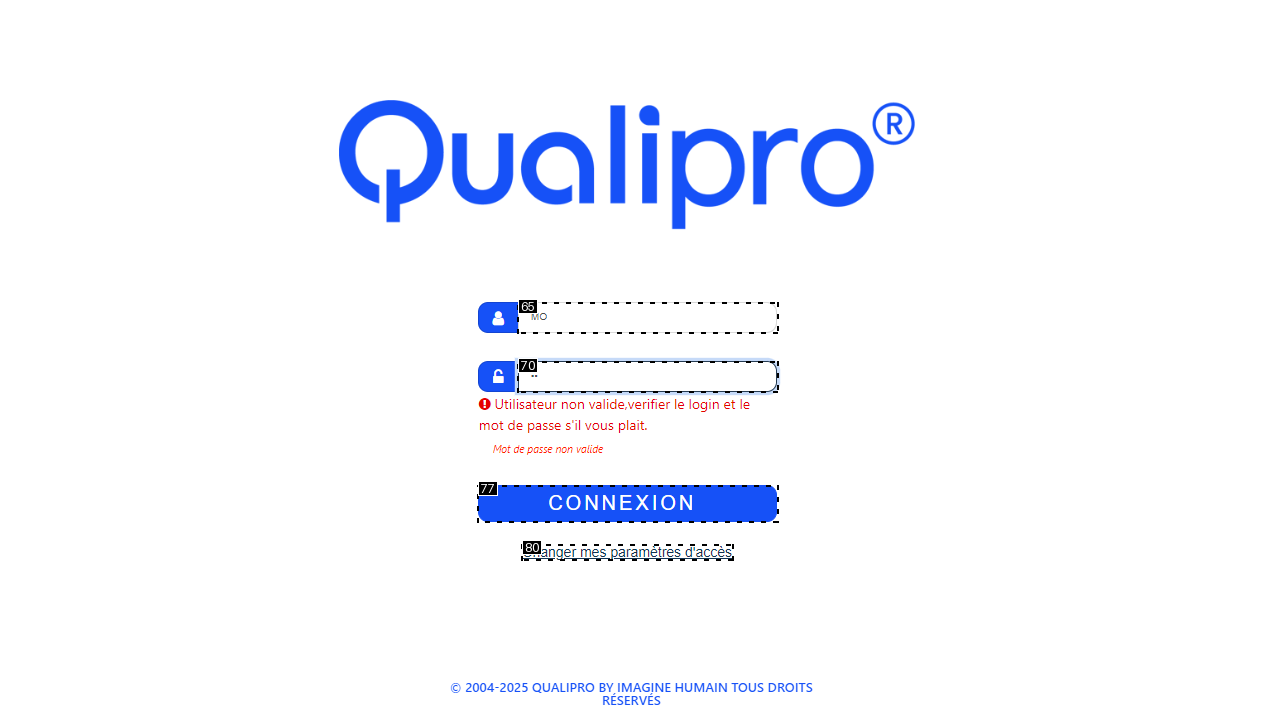 Qualipro®
65
MO
70
••
Utilisateur non valide,verifier le login et le
mot de passe s'il vous plait.
Mot de passe non valide
77
CONNEXION
80
Changer mes paramètres d'accès
© 2004-2025 QUALIPRO BY IMAGINE HUMAIN TOUS DROITS
RÉSERVÉS